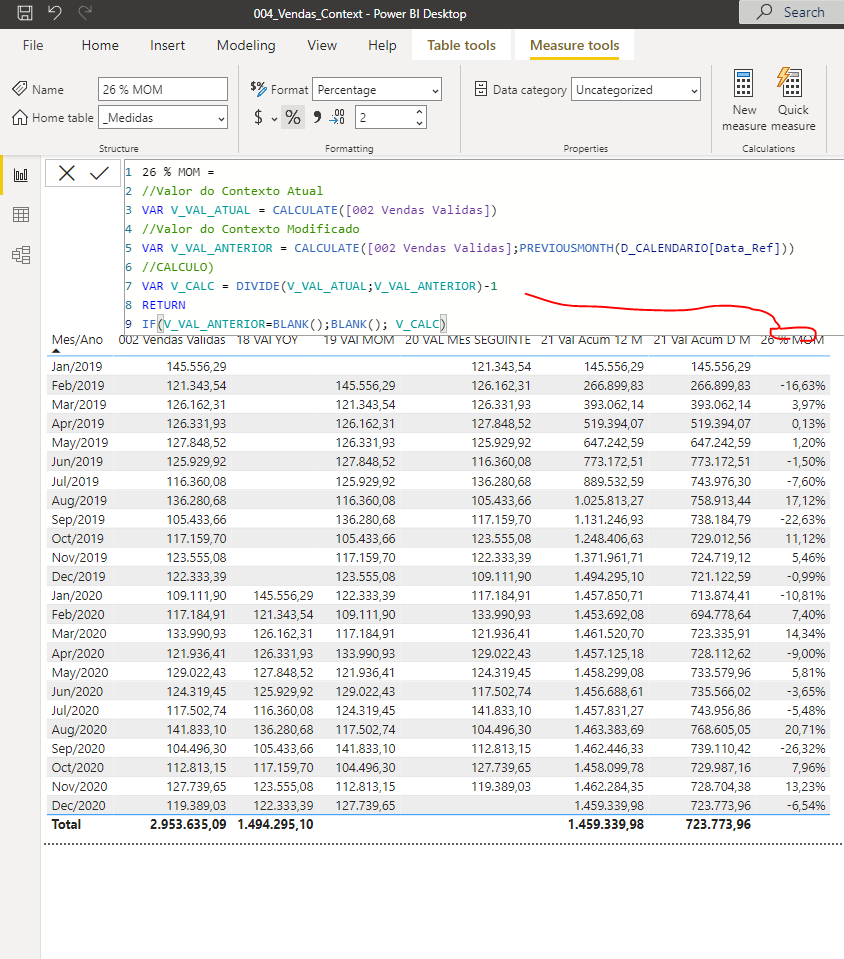 004_Vendas_Context - Power BI Desktop
Search
File Home Insert Modeling View Help Table tools Measure tools
Name 26 % MOM
Home table _Medidas
Structure
$% Format Percentage
$ % , .00 2
Formatting
Data category Uncategorized
Properties
New measure
Quick measure
Calculations
1 26 % MOM =
2 //Valor do Contexto Atual
3 VAR V_VAL_ATUAL = CALCULATE([002 Vendas Validas])
4 //Valor do Contexto Modificado
5 VAR V_VAL_ANTERIOR = CALCULATE([002 Vendas Validas];PREVIOUSMONTH(D_CALENDARIO[Data_Ref]))
6 //CALCULO)
7 VAR V_CALC = DIVIDE(V_VAL_ATUAL;V_VAL_ANTERIOR)-1
8 RETURN
9 IF(V_VAL_ANTERIOR=BLANK();BLANK(); V_CALC)
Mes/Ano 002 Vendas Validas 18 VAl YOY 19 VAl MOM 20 VAL MEs SEGUINTE 21 Val Acum 12 M 21 Val Acum D M 26 % MOM
Jan/2019 145.556,29 121.343,54 145.556,29 145.556,29
Feb/2019 121.343,54 145.556,29 126.162,31 266.899,83 266.899,83 -16,63%
Mar/2019 126.162,31 121.343,54 126.331,93 393.062,14 393.062,14 3,97%
Apr/2019 126.331,93 126.162,31 127.848,52 519.394,07 519.394,07 0,13%
May/2019 127.848,52 126.331,93 125.929,92 647.242,59 647.242,59 1,20%
Jun/2019 125.929,92 127.848,52 116.360,08 773.172,51 773.172,51 -1,50%
Jul/2019 116.360,08 125.929,92 136.280,68 889.532,59 743.976,30 -7,60%
Aug/2019 136.280,68 116.360,08 105.433,66 1.025.813,27 758.913,44 17,12%
Sep/2019 105.433,66 136.280,68 117.159,70 1.131.246,93 738.184,79 -22,63%
Oct/2019 117.159,70 105.433,66 123.555,08 1.248.406,63 729.012,56 11,12%
Nov/2019 123.555,08 117.159,70 122.333,39 1.371.961,71 724.719,12 5,46%
Dec/2019 122.333,39 123.555,08 109.111,90 1.494.295,10 721.122,59 -0,99%
Jan/2020 109.111,90 145.556,29 122.333,39 117.184,91 1.457.850,71 713.874,41 -10,81%
Feb/2020 117.184,91 121.343,54 109.111,90 133.990,93 1.453.692,08 694.778,64 7,40%
Mar/2020 133.990,93 126.162,31 117.184,91 121.936,41 1.461.520,70 723.335,91 14,34%
Apr/2020 121.936,41 126.331,93 133.990,93 129.022,43 1.457.125,18 728.112,62 -9,00%
May/2020 129.022,43 127.848,52 121.936,41 124.319,45 1.458.299,08 733.579,96 5,81%
Jun/2020 124.319,45 125.929,92 129.022,43 117.502,74 1.456.688,61 735.566,02 -3,65%
Jul/2020 117.502,74 116.360,08 124.319,45 141.833,10 1.457.831,27 743.956,86 -5,48%
Aug/2020 141.833,10 136.280,68 117.502,74 104.496,30 1.463.383,69 768.605,05 20,71%
Sep/2020 104.496,30 105.433,66 141.833,10 112.813,15 1.462.446,33 739.110,42 -26,32%
Oct/2020 112.813,15 117.159,70 104.496,30 127.739,65 1.458.099,78 729.987,16 7,96%
Nov/2020 127.739,65 123.555,08 112.813,15 119.389,03 1.462.284,35 728.704,38 13,23%
Dec/2020 119.389,03 122.333,39 127.739,65 1.459.339,98 723.773,96 -6,54%
Total 2.953.635,09 1.494.295,10 1.459.339,98 723.773,96